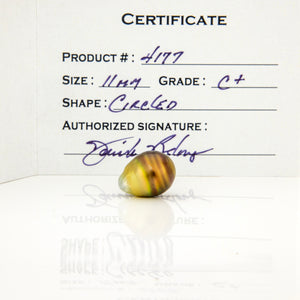 CERTIFICATE
PRODUCT #: 4177
SIZE: 11MM GRADE: C+
SHAPE: CIRCLED
AUTHORIZED SIGNATURE: